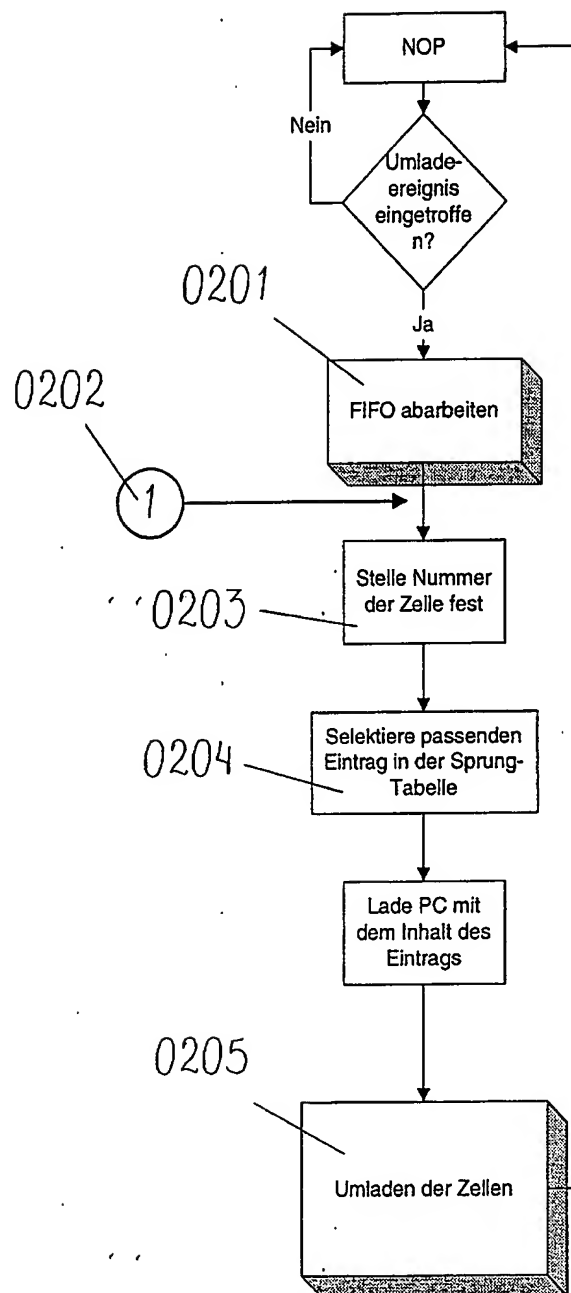 NOP
Nein
Umlade-
ereignis
eingetroffe
n?
Ja
0201
FIFO abarbeiten
0202
1
0203
Stelle Nummer
der Zelle fest
0204
Selektiere passenden
Eintrag in der Sprung-
Tabelle
Lade PC mit
dem Inhalt des
Eintrags
0205
Umladen der Zellen